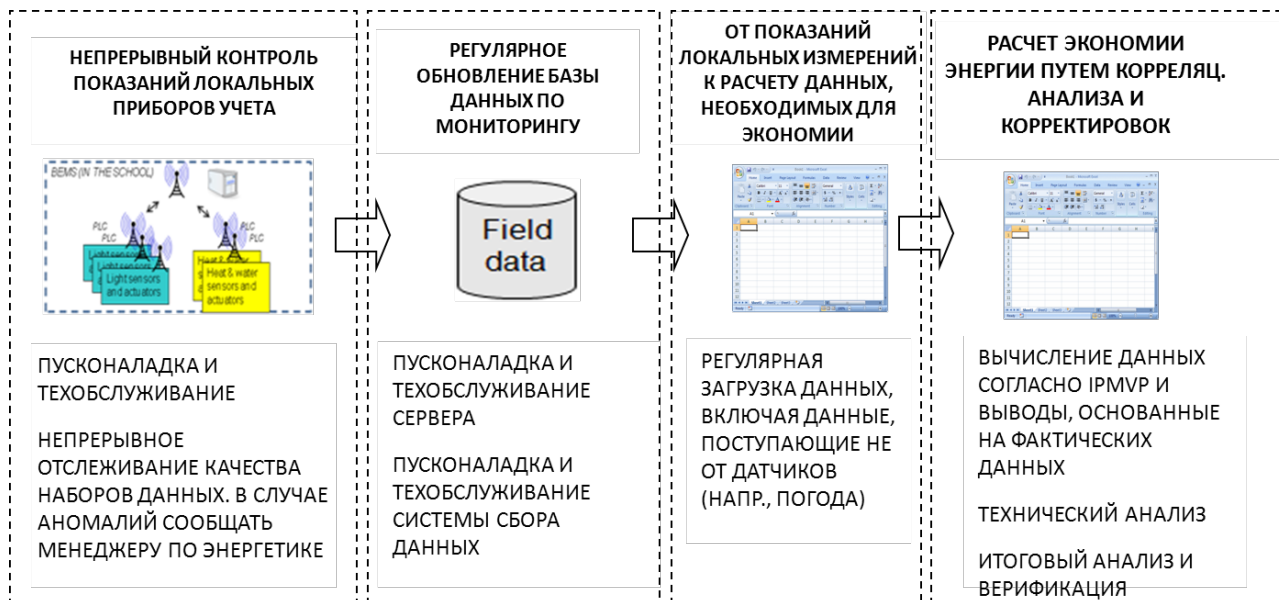 НЕПРЕРЫВНЫЙ КОНТРОЛЬ
ПОКАЗАНИЙ ЛОКАЛЬНЫХ
ПРИБОРОВ УЧЕТА
BEMS (IN THE SCHOOL)
PLC
PLC
PLC
PLC
Light sensors
Light sensors
Light sensors
and actuators
Heat & water
sensors and
actuators
ПУСКОНАЛАДКА И
ТЕХОБСЛУЖИВАНИЕ
НЕПРЕРЫВНОЕ
ОТСЛЕЖИВАНИЕ КАЧЕСТВА
НАБОРОВ ДАННЫХ. В СЛУЧАЕ
АНОМАЛИЙ СООБЩАТЬ
МЕНЕДЖЕРУ ПО ЭНЕРГЕТИКЕ
РЕГУЛЯРНОЕ
ОБНОВЛЕНИЕ БАЗЫ
ДАННЫХ ПО
МОНИТОРИНГУ
Field
data
ПУСКОНАЛАДКА И
ТЕХОБСЛУЖИВАНИЕ
СЕРВЕРА
ПУСКОНАЛАДКА И
ТЕХОБСЛУЖИВАНИЕ
СИСТЕМЫ СБОРА
ДАННЫХ
ОТ ПОКАЗАНИЙ
ЛОКАЛЬНЫХ ИЗМЕРЕНИЙ
К РАСЧЕТУ ДАННЫХ,
НЕОБХОДИМЫХ ДЛЯ
ЭКОНОМИИ
РЕГУЛЯРНАЯ
ЗАГРУЗКА ДАННЫХ,
ВКЛЮЧАЯ ДАННЫЕ,
ПОСТУПАЮЩИЕ НЕ
ОТ ДАТЧИКОВ
(НАПР., ПОГОДА)
РАСЧЕТ ЭКОНОМИИ
ЭНЕРГИИ ПУТЕМ КОРРЕЛЯЦ.
АНАЛИЗА И
КОРРЕКТИРОВОК
ВЫЧИСЛЕНИЕ ДАННЫХ
СОГЛАСНО IPMVP И
ВЫВОДЫ, ОСНОВАННЫЕ
НА ФАКТИЧЕСКИХ
ДАННЫХ
ТЕХНИЧЕСКИЙ АНАЛИЗ
ИТОГОВЫЙ АНАЛИЗ И
ВЕРИФИКАЦИЯ